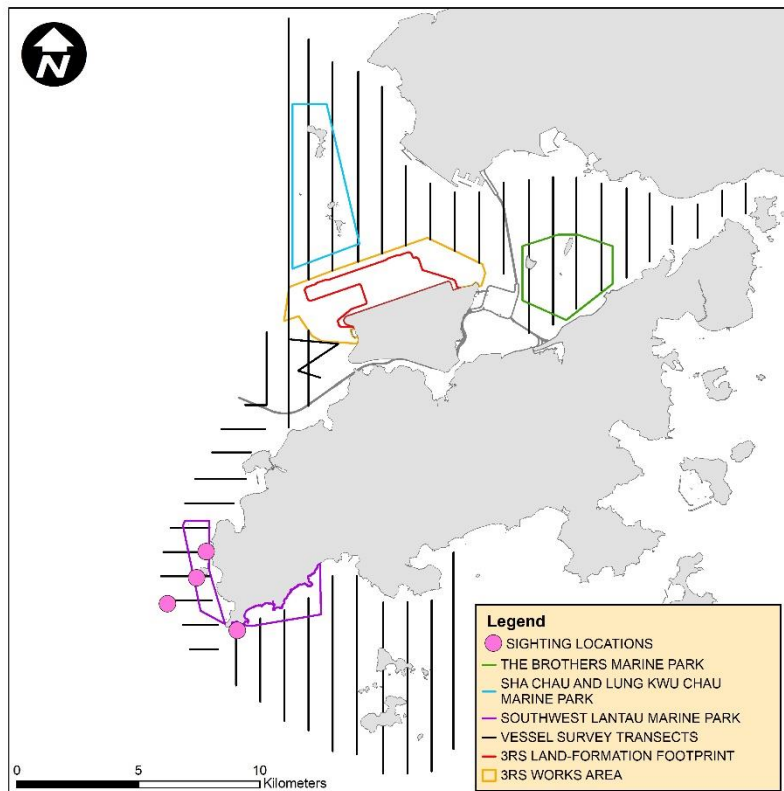 N
Legend
SIGHTING LOCATIONS
THE BROTHERS MARINE PARK
SHA CHAU AND LUNG KWU CHAU
MARINE PARK
SOUTHWEST LANTAU MARINE PARK
VESSEL SURVEY TRANSECTS
3RS LAND-FORMATION FOOTPRINT
3RS WORKS AREA
0 5 10
Kilometers